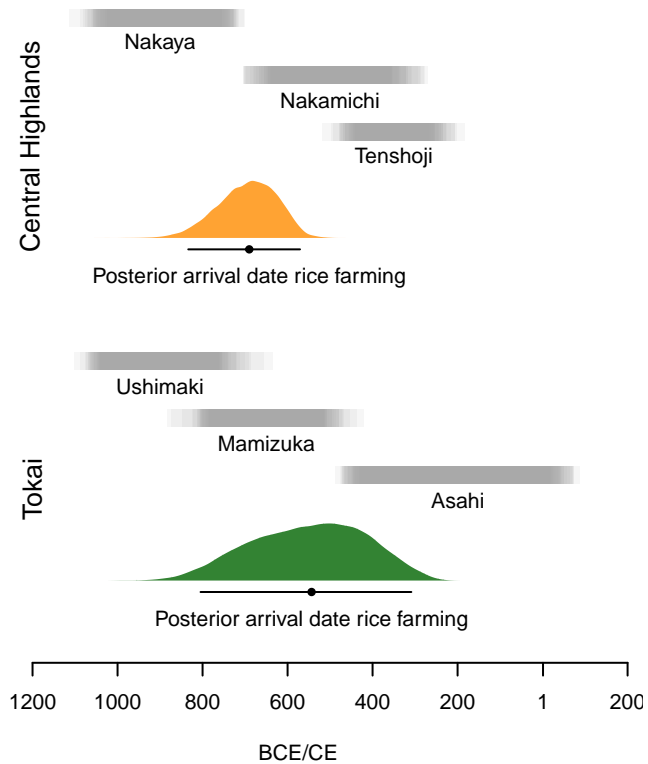 Central Highlands
Nakaya
Nakamichi
Tenshoji
Posterior arrival date rice farming
Tokai
Ushimaki
Mamizuka
Asahi
Posterior arrival date rice farming
1200 1000 800 600 400 200 1 200
BCE/CE